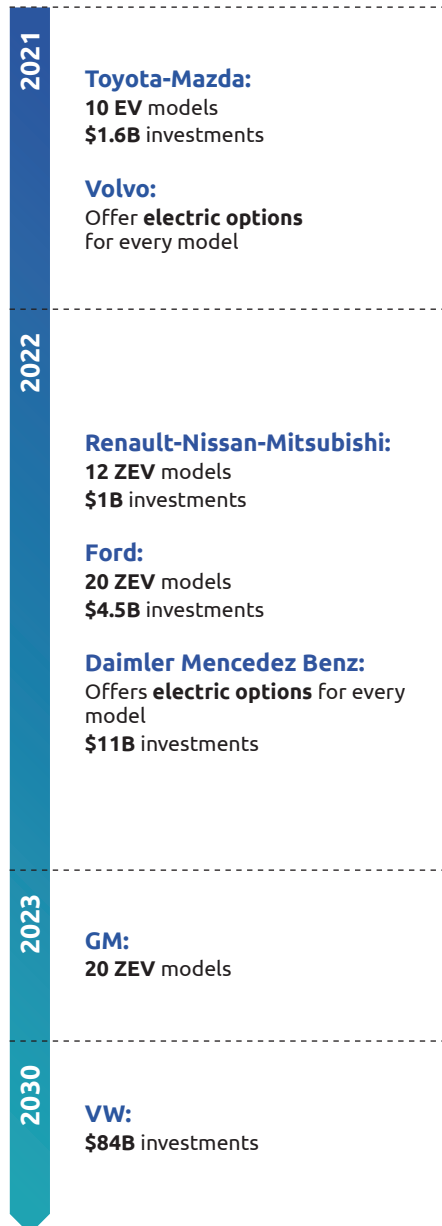 2021
Toyota-Mazda:
10 EV models
$1.6B investments
Volvo:
Offer electric options
for every model
2022
Renault-Nissan-Mitsubishi:
12 ZEV models
$1B investments
Ford:
20 ZEV models
$4.5B investments
Daimler Mencedez Benz:
Offers electric options for every
model
$11B investments
2023
GM:
20 ZEV models
2030
VW:
$84B investments